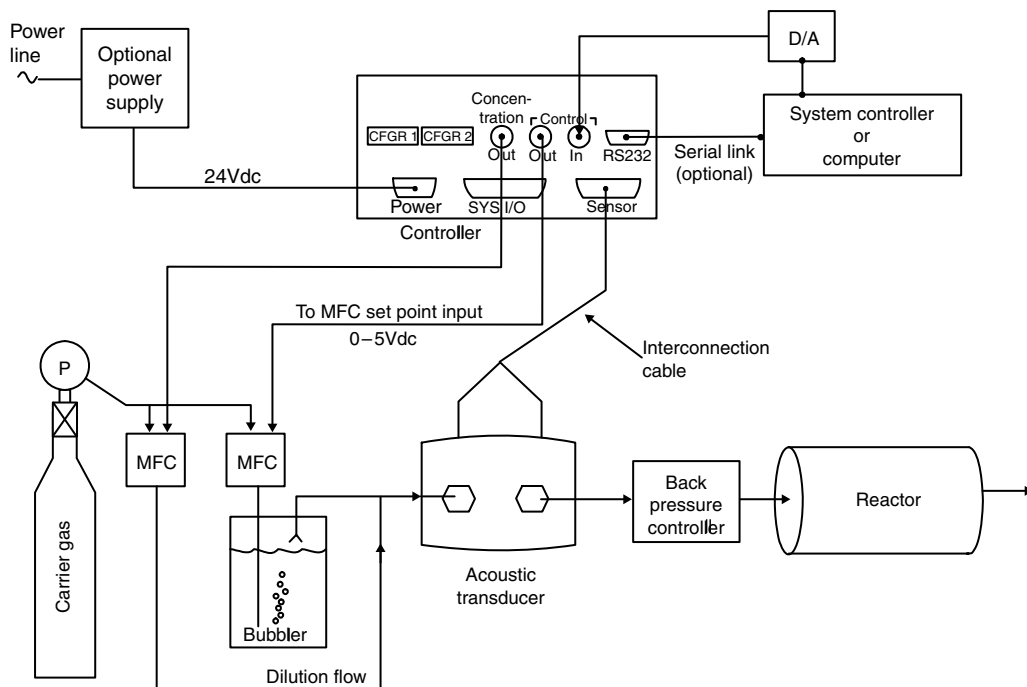 Power
line
Optional
power
supply
D/A
System controller
or
computer
Concen-
tration
Control
CFGR 1
CFGR 2
Out
Out
In
RS232
Serial link
(optional)
24Vdc
Power
SYS I/O
Sensor
Controller
To MFC set point input
0–5Vdc
Interconnection
cable
P
MFC
MFC
Carrier gas
Bubbler
Dilution flow
Acoustic
transducer
Back
pressure
controller
Reactor